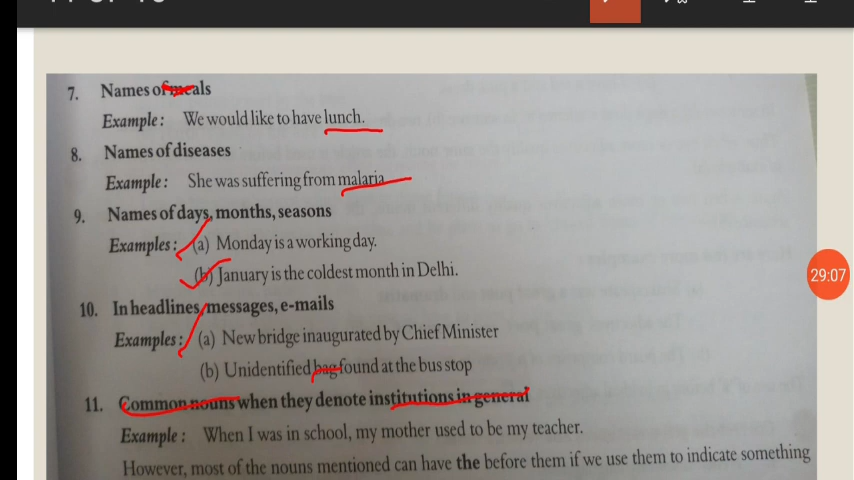 7. Names of meals
Example: We would like to have lunch.
8. Names of diseases
Example: She was suffering from malaria
9. Names of days, months, seasons
Examples: (a) Monday is a working day.
(b) January is the coldest month in Delhi.
10. In headlines, messages, e-mails
Examples: (a) New bridge inaugurated by Chief Minister
(b) Unidentified bag found at the bus stop
11. Common nouns when they denote institutions in general
Example: When I was in school, my mother used to be my teacher.
However, most of the nouns mentioned can have the before them if we use them to indicate something
29:07